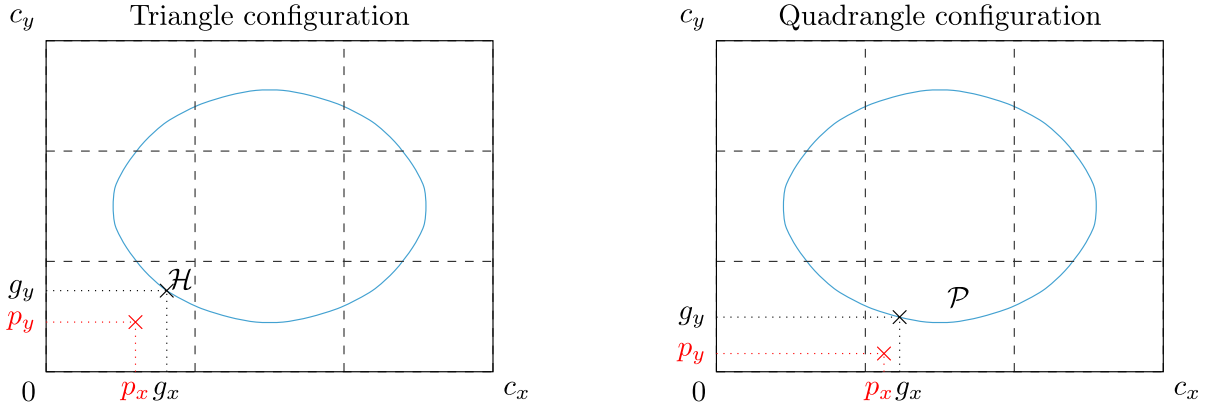 Triangle configuration
c_y
g_y
p_y
0
p_x g_x
c_x
ℋ
Quadrangle configuration
c_y
g_y
p_y
0
p_x g_x
c_x
𝒫